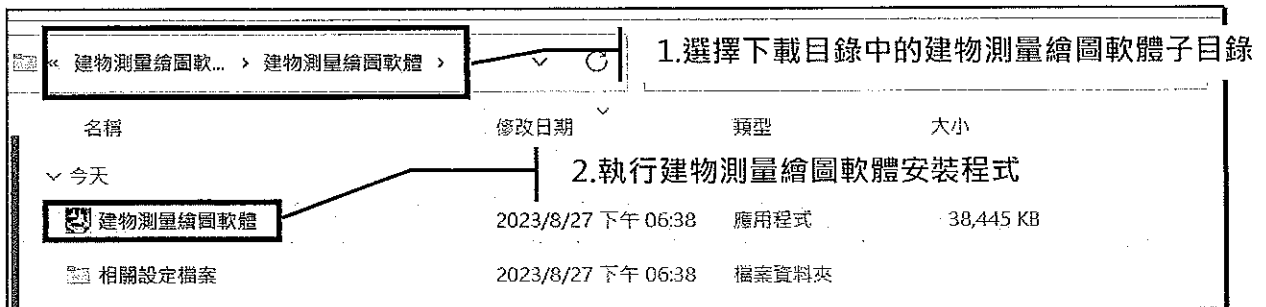 « 建物測量繪圖軟... › 建物測量繪圖軟體 ›
1.選擇下載目錄中的建物測量繪圖軟體子目錄
名稱 修改日期 類型 大小
今天
2.執行建物測量繪圖軟體安裝程式
建物測量繪圖軟體 2023/8/27 下午 06:38 應用程式 38,445 KB
相關設定檔案 2023/8/27 下午 06:38 檔案資料夾